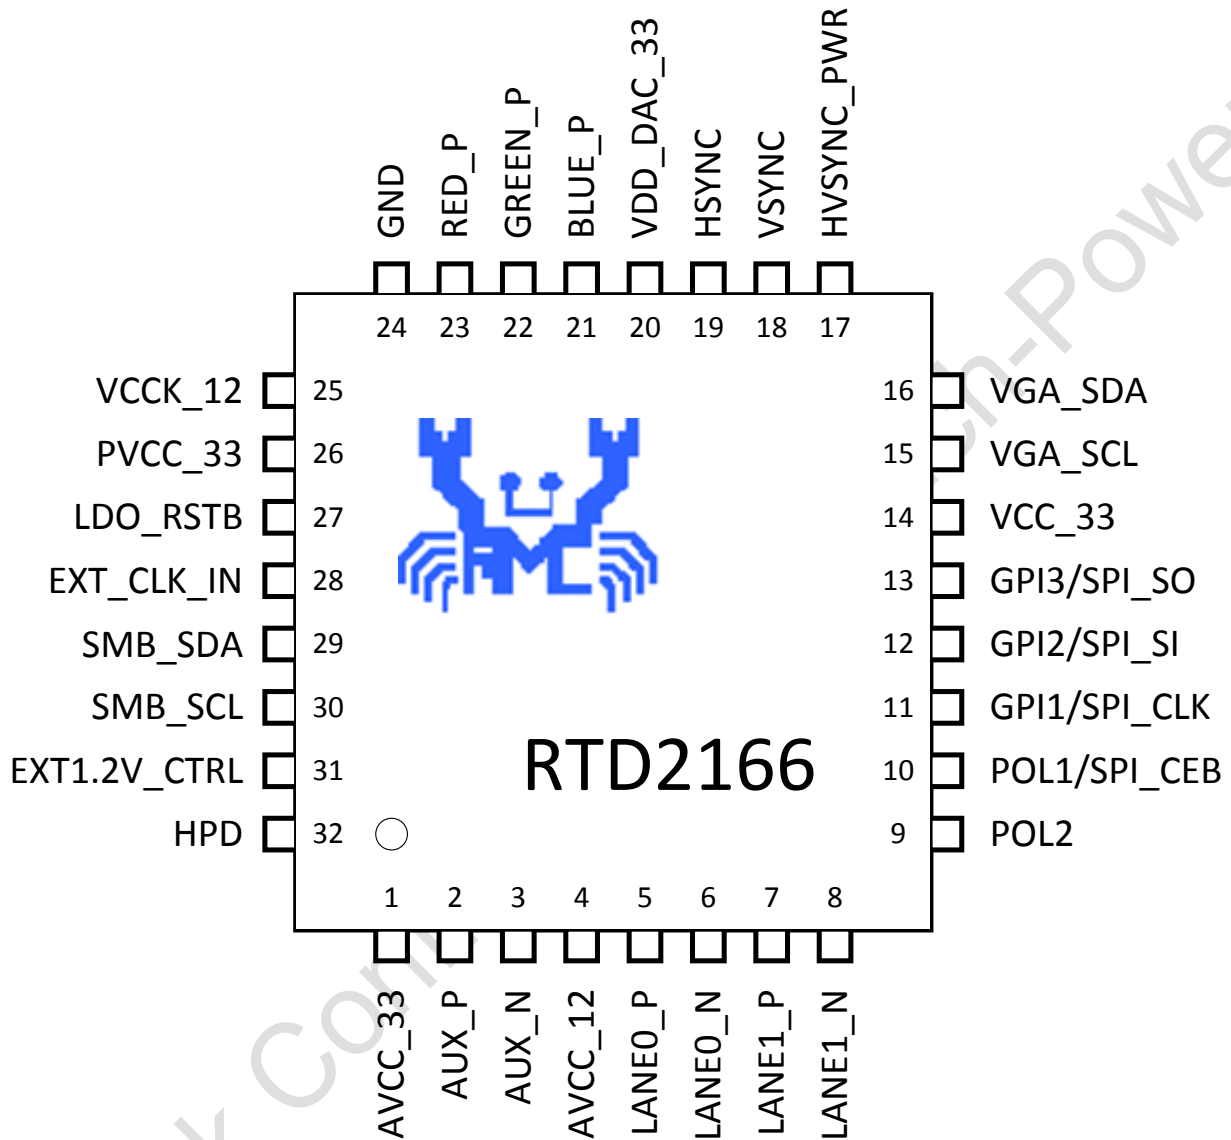 GND
RED_P
GREEN_P
BLUE_P
VDD_DAC_33
HSYNC
VSYNC
HVSYNC_PWR
24 23 22 21 20 19 18 17
VCCK_12 25
16 VGA_SDA
PVCC_33 26
15 VGA_SCL
LDO_RSTB 27
14 VCC_33
EXT_CLK_IN 28
13 GPI3/SPI_SO
SMB_SDA 29
12 GPI2/SPI_SI
SMB_SCL 30
11 GPI1/SPI_CLK
EXT1.2V_CTRL 31
RTD2166
10 POL1/SPI_CEB
HPD 32
9 POL2
1 2 3 4 5 6 7 8
AVCC_33
AUX_P
AUX_N
AVCC_12
LANE0_P
LANE0_N
LANE1_P
LANE1_N